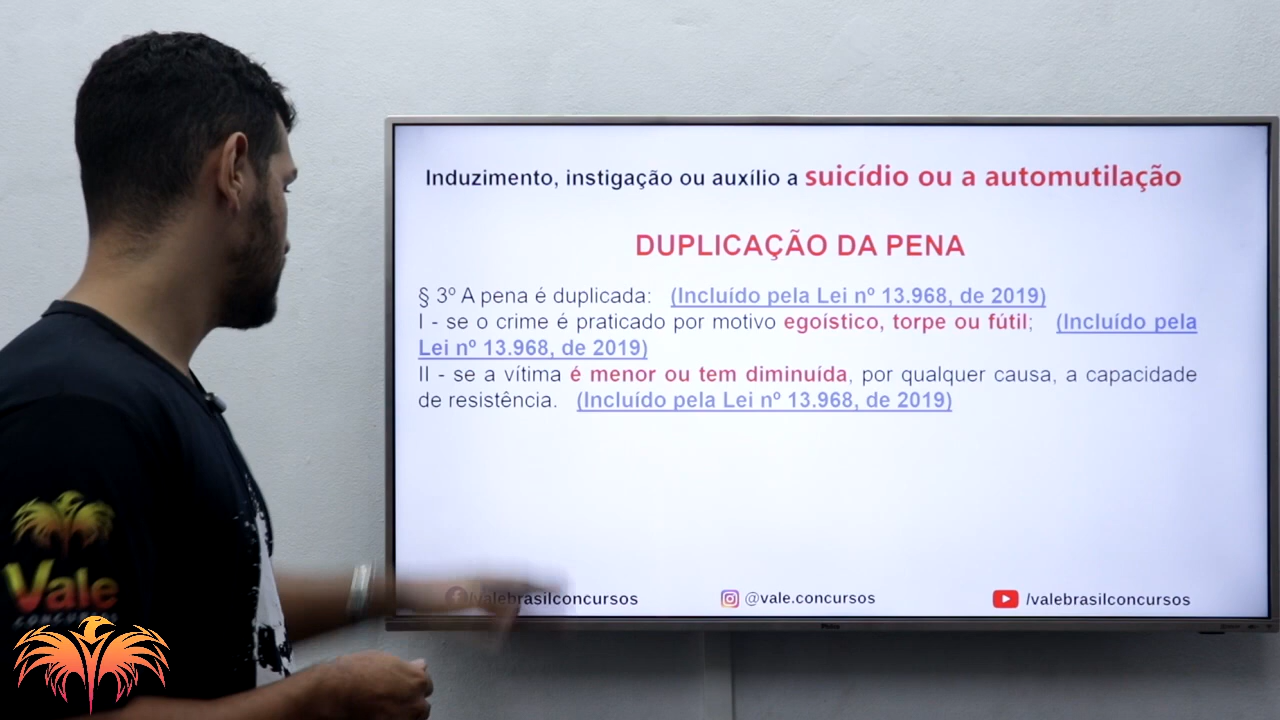 Induzimento, instigação ou auxílio a suicídio ou a automutilação
DUPLICAÇÃO DA PENA
§ 3º A pena é duplicada: (Incluído pela Lei nº 13.968, de 2019)
I - se o crime é praticado por motivo egoístico, torpe ou fútil; (Incluído pela
Lei nº 13.968, de 2019)
II - se a vítima é menor ou tem diminuída, por qualquer causa, a capacidade
de resistência. (Incluído pela Lei nº 13.968, de 2019)
/valebrasilconcursos
@vale.concursos
/valebrasilconcursos
Vale
CONCURSOS